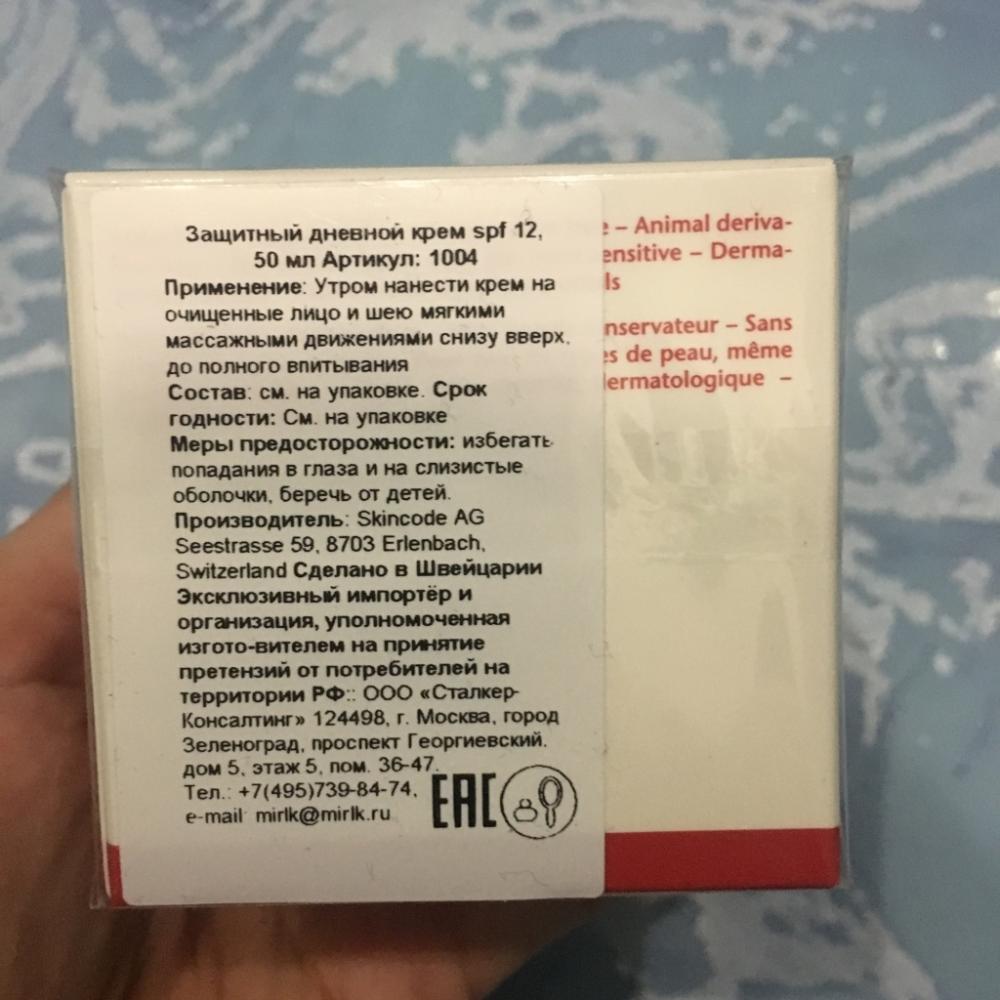 Защитный дневной крем spf 12,
50 мл Артикул: 1004
Применение: Утром нанести крем на
очищенные лицо и шею мягкими
массажными движениями снизу вверх,
до полного впитывания
Состав: см. на упаковке. Срок
годности: См. на упаковке
Меры предосторожности: избегать
попадания в глаза и на слизистые
оболочки, беречь от детей.
Производитель: Skincode AG
Seestrasse 59, 8703 Erlenbach,
Switzerland Сделано в Швейцарии
Эксклюзивный импортёр и
организация, уполномоченная
изгото-вителем на принятие
претензий от потребителей на
территории РФ:: ООО «Сталкер-
Консалтинг» 124498, г. Москва, город
Зеленоград, проспект Георгиевский.
дом 5, этаж 5, пом. 36-47.
Тел.: +7(495)739-84-74,
e-mail: mirlk@mirlk.ru
EAC
e – Animal deriva-
ensitive – Derma-
ls
nservateur – Sans
es de peau, même
dermatologique –